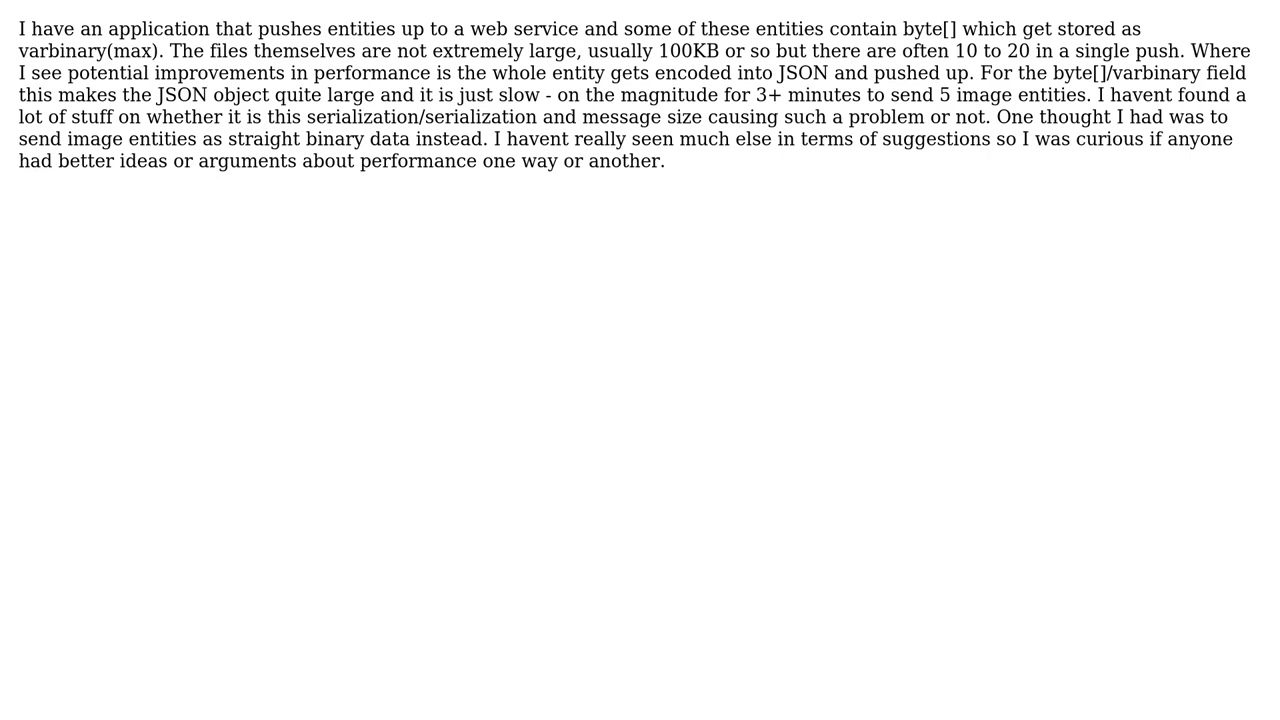 I have an application that pushes entities up to a web service and some of these entities contain byte[] which get stored as
varbinary(max). The files themselves are not extremely large, usually 100KB or so but there are often 10 to 20 in a single push. Where
I see potential improvements in performance is the whole entity gets encoded into JSON and pushed up. For the byte[]/varbinary field
this makes the JSON object quite large and it is just slow - on the magnitude for 3+ minutes to send 5 image entities. I havent found a
lot of stuff on whether it is this serialization/serialization and message size causing such a problem or not. One thought I had was to
send image entities as straight binary data instead. I havent really seen much else in terms of suggestions so I was curious if anyone
had better ideas or arguments about performance one way or another.